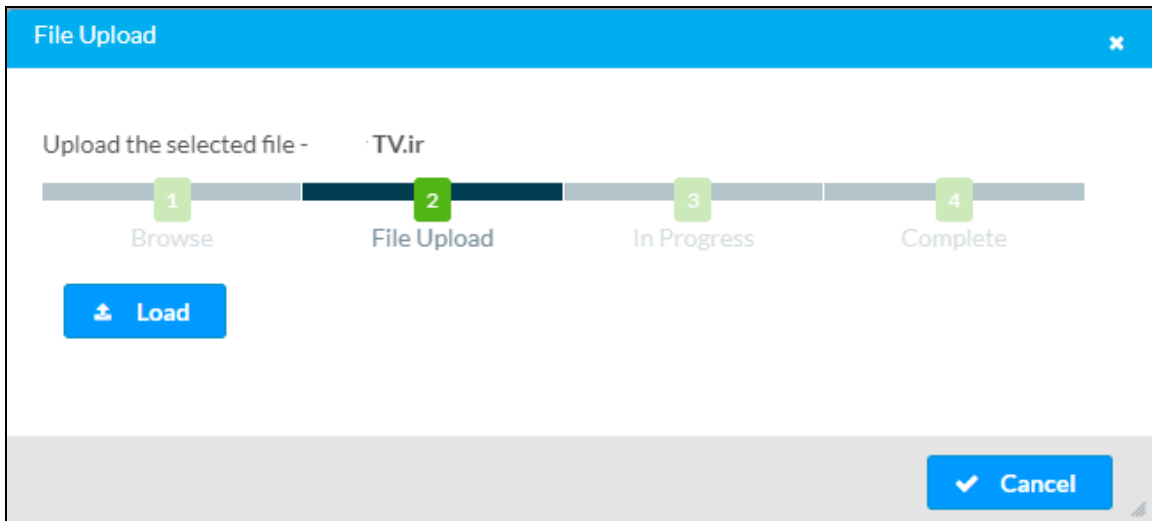 File Upload
Upload the selected file - TV.ir
1 2 3 4
Browse File Upload In Progress Complete
Load
Cancel